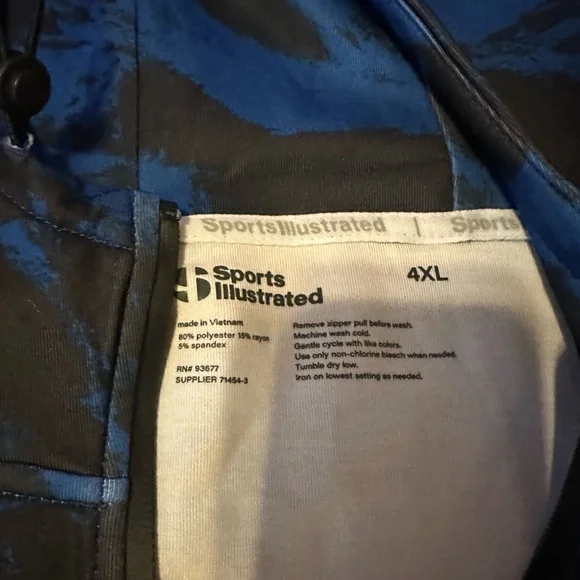 SportsIllustrated | Sports
Sports
Illustrated
4XL
made in Vietnam
80% polyester 15% rayon
5% spandex
RN# 93677
SUPPLIER 71454-3
Remove zipper pull before wash.
Machine wash cold.
Gentle cycle with like colors.
Use only non-chlorine bleach when needed.
Tumble dry low.
Iron on lowest setting as needed.